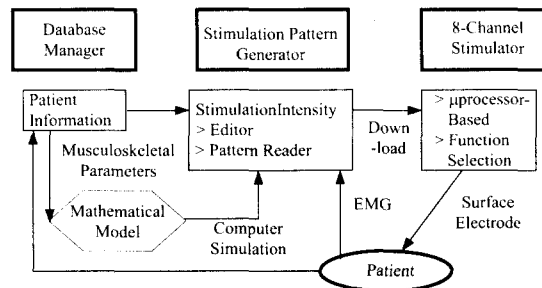 Database
Manager
Stimulation Pattern
Generator
8-Channel
Stimulator
Patient
Information
StimulationIntensity
> Editor
> Pattern Reader
Down
-load
> μprocessor-
Based
> Function
Selection
Musculoskeletal
Parameters
Mathematical
Model
Computer
Simulation
EMG
Surface
Electrode
Patient